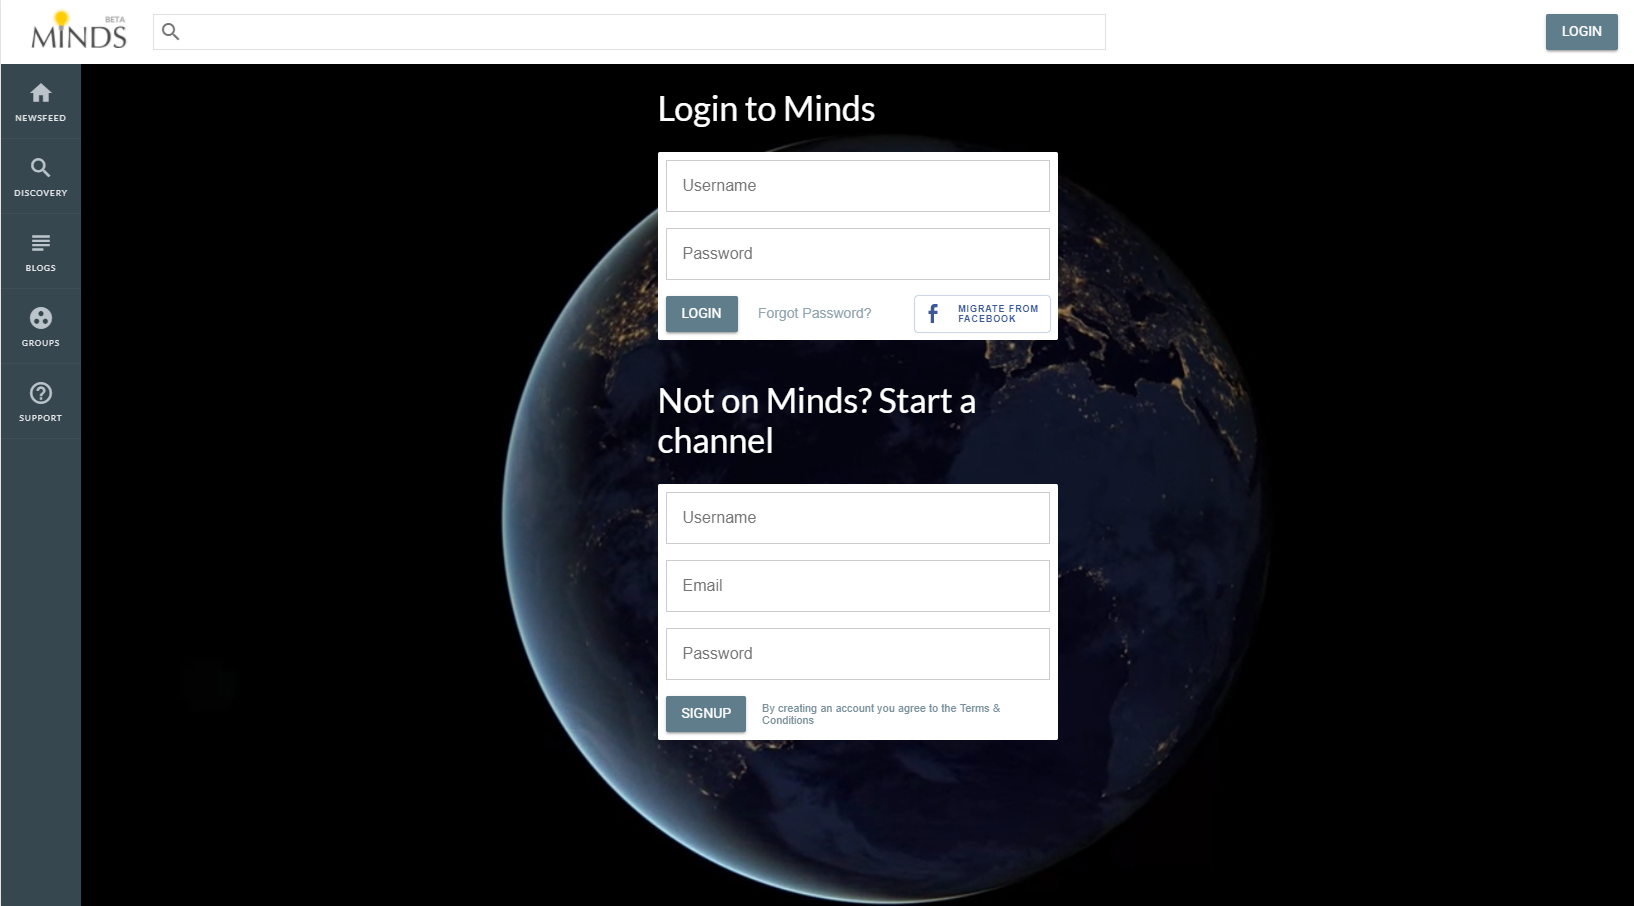 BETA
MINDS
LOGIN
NEWSFEED
DISCOVERY
BLOGS
GROUPS
SUPPORT
Login to Minds
Username
Password
LOGIN
Forgot Password?
MIGRATE FROM
FACEBOOK
Not on Minds? Start a
channel
Username
Email
Password
SIGNUP
By creating an account you agree to the Terms &
Conditions